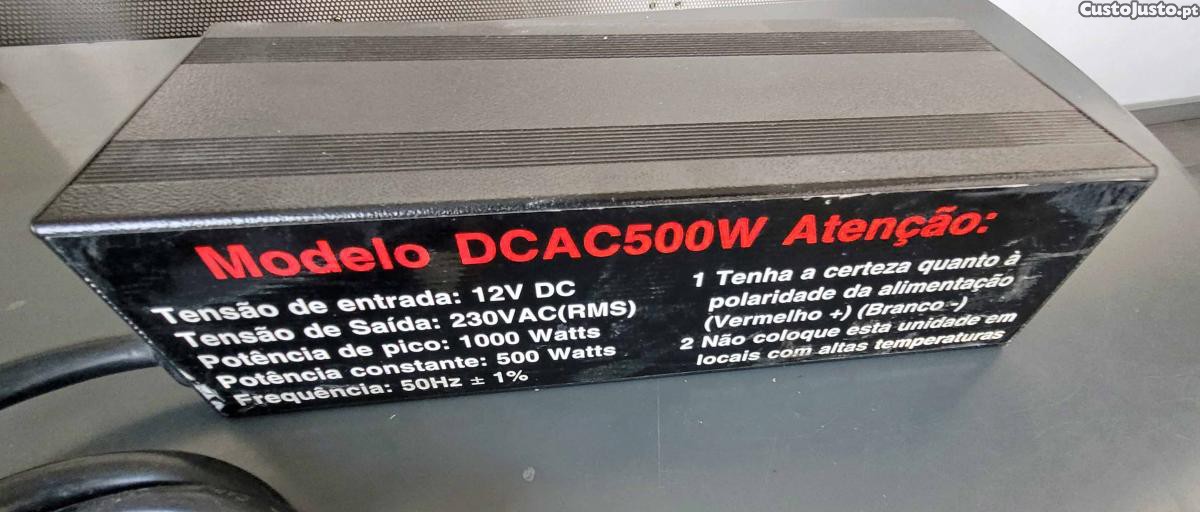 CustoJusto.pt
Modelo DCAC500W Atenção:
Tensão de entrada: 12V DC
Tensão de Saída: 230VAC(RMS)
Potência de pico: 1000 Watts
Potência constante: 500 Watts
Frequência: 50Hz ± 1%
1 Tenha a certeza quanto à
polaridade da alimentação
(Vermelho +) (Branco -)
2 Não coloque esta unidade em
locais com altas temperaturas